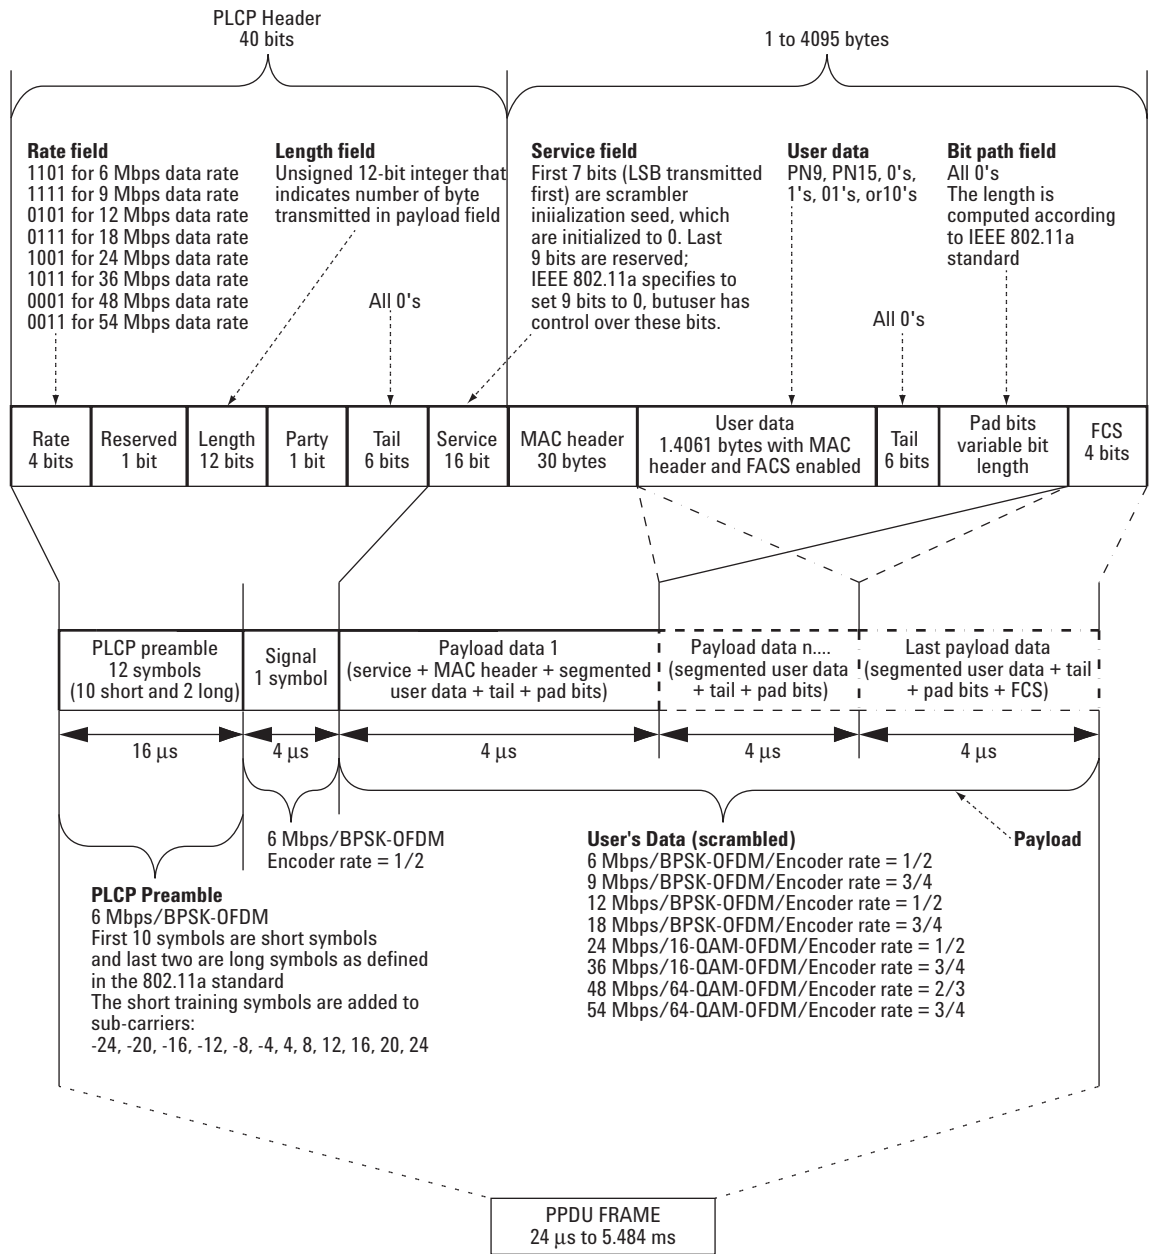 PLCP Header
40 bits
1 to 4095 bytes
Rate field
1101 for 6 Mbps data rate
1111 for 9 Mbps data rate
0101 for 12 Mbps data rate
0111 for 18 Mbps data rate
1001 for 24 Mbps data rate
1011 for 36 Mbps data rate
0001 for 48 Mbps data rate
0011 for 54 Mbps data rate
Length field
Unsigned 12-bit integer that
indicates number of byte
transmitted in payload field
All 0's
Service field
First 7 bits (LSB transmitted
first) are scrambler
iniialization seed, which
are initialized to 0. Last
9 bits are reserved;
IEEE 802.11a specifies to
set 9 bits to 0, butuser has
control over these bits.
User data
PN9, PN15, 0's,
1's, 01's, or10's
All 0's
Bit path field
All 0's
The length is
computed according
to IEEE 802.11a
standard
Rate
4 bits
Reserved
1 bit
Length
12 bits
Party
1 bit
Tail
6 bits
Service
16 bit
MAC header
30 bytes
User data
1.4061 bytes with MAC
header and FACS enabled
Tail
6 bits
Pad bits
variable bit
length
FCS
4 bits
PLCP preamble
12 symbols
(10 short and 2 long)
Signal
1 symbol
Payload data 1
(service + MAC header + segmented
user data + tail + pad bits)
Payload data n....
(segmented user data
+ tail + pad bits)
Last payload data
(segmented user data + tail
+ pad bits + FCS)
16 μs
4 μs
4 μs
4 μs
4 μs
6 Mbps/BPSK-OFDM
Encoder rate = 1/2
PLCP Preamble
6 Mbps/BPSK-OFDM
First 10 symbols are short symbols
and last two are long symbols as defined
in the 802.11a standard
The short training symbols are added to
sub-carriers:
-24, -20, -16, -12, -8, -4, 4, 8, 12, 16, 20, 24
User's Data (scrambled)
6 Mbps/BPSK-OFDM/Encoder rate = 1/2
9 Mbps/BPSK-OFDM/Encoder rate = 3/4
12 Mbps/BPSK-OFDM/Encoder rate = 1/2
18 Mbps/BPSK-OFDM/Encoder rate = 3/4
24 Mbps/16-QAM-OFDM/Encoder rate = 1/2
36 Mbps/16-QAM-OFDM/Encoder rate = 3/4
48 Mbps/64-QAM-OFDM/Encoder rate = 2/3
54 Mbps/64-QAM-OFDM/Encoder rate = 3/4
Payload
PPDU FRAME
24 μs to 5.484 ms